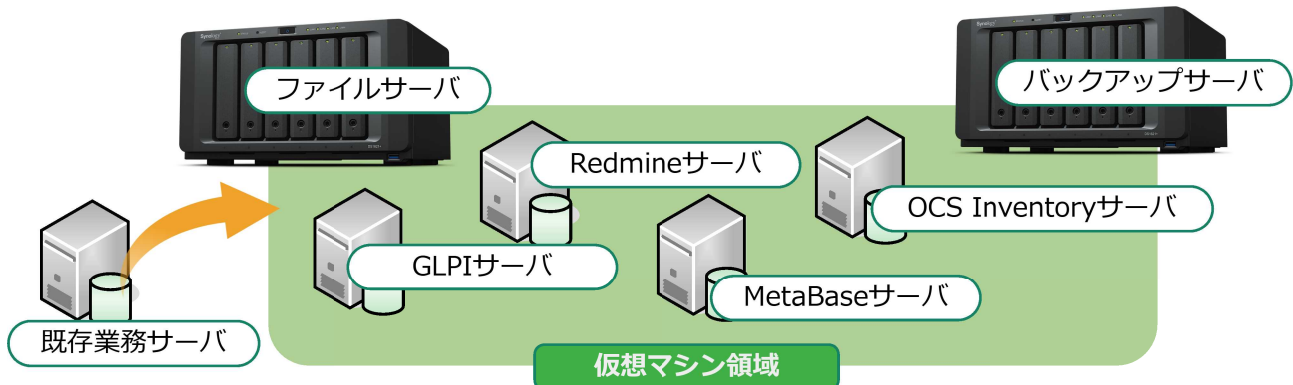 Synology
Synology
ファイルサーバ
バックアップサーバ
Redmineサーバ
OCS Inventoryサーバ
GLPIサーバ
MetaBaseサーバ
既存業務サーバ
仮想マシン領域